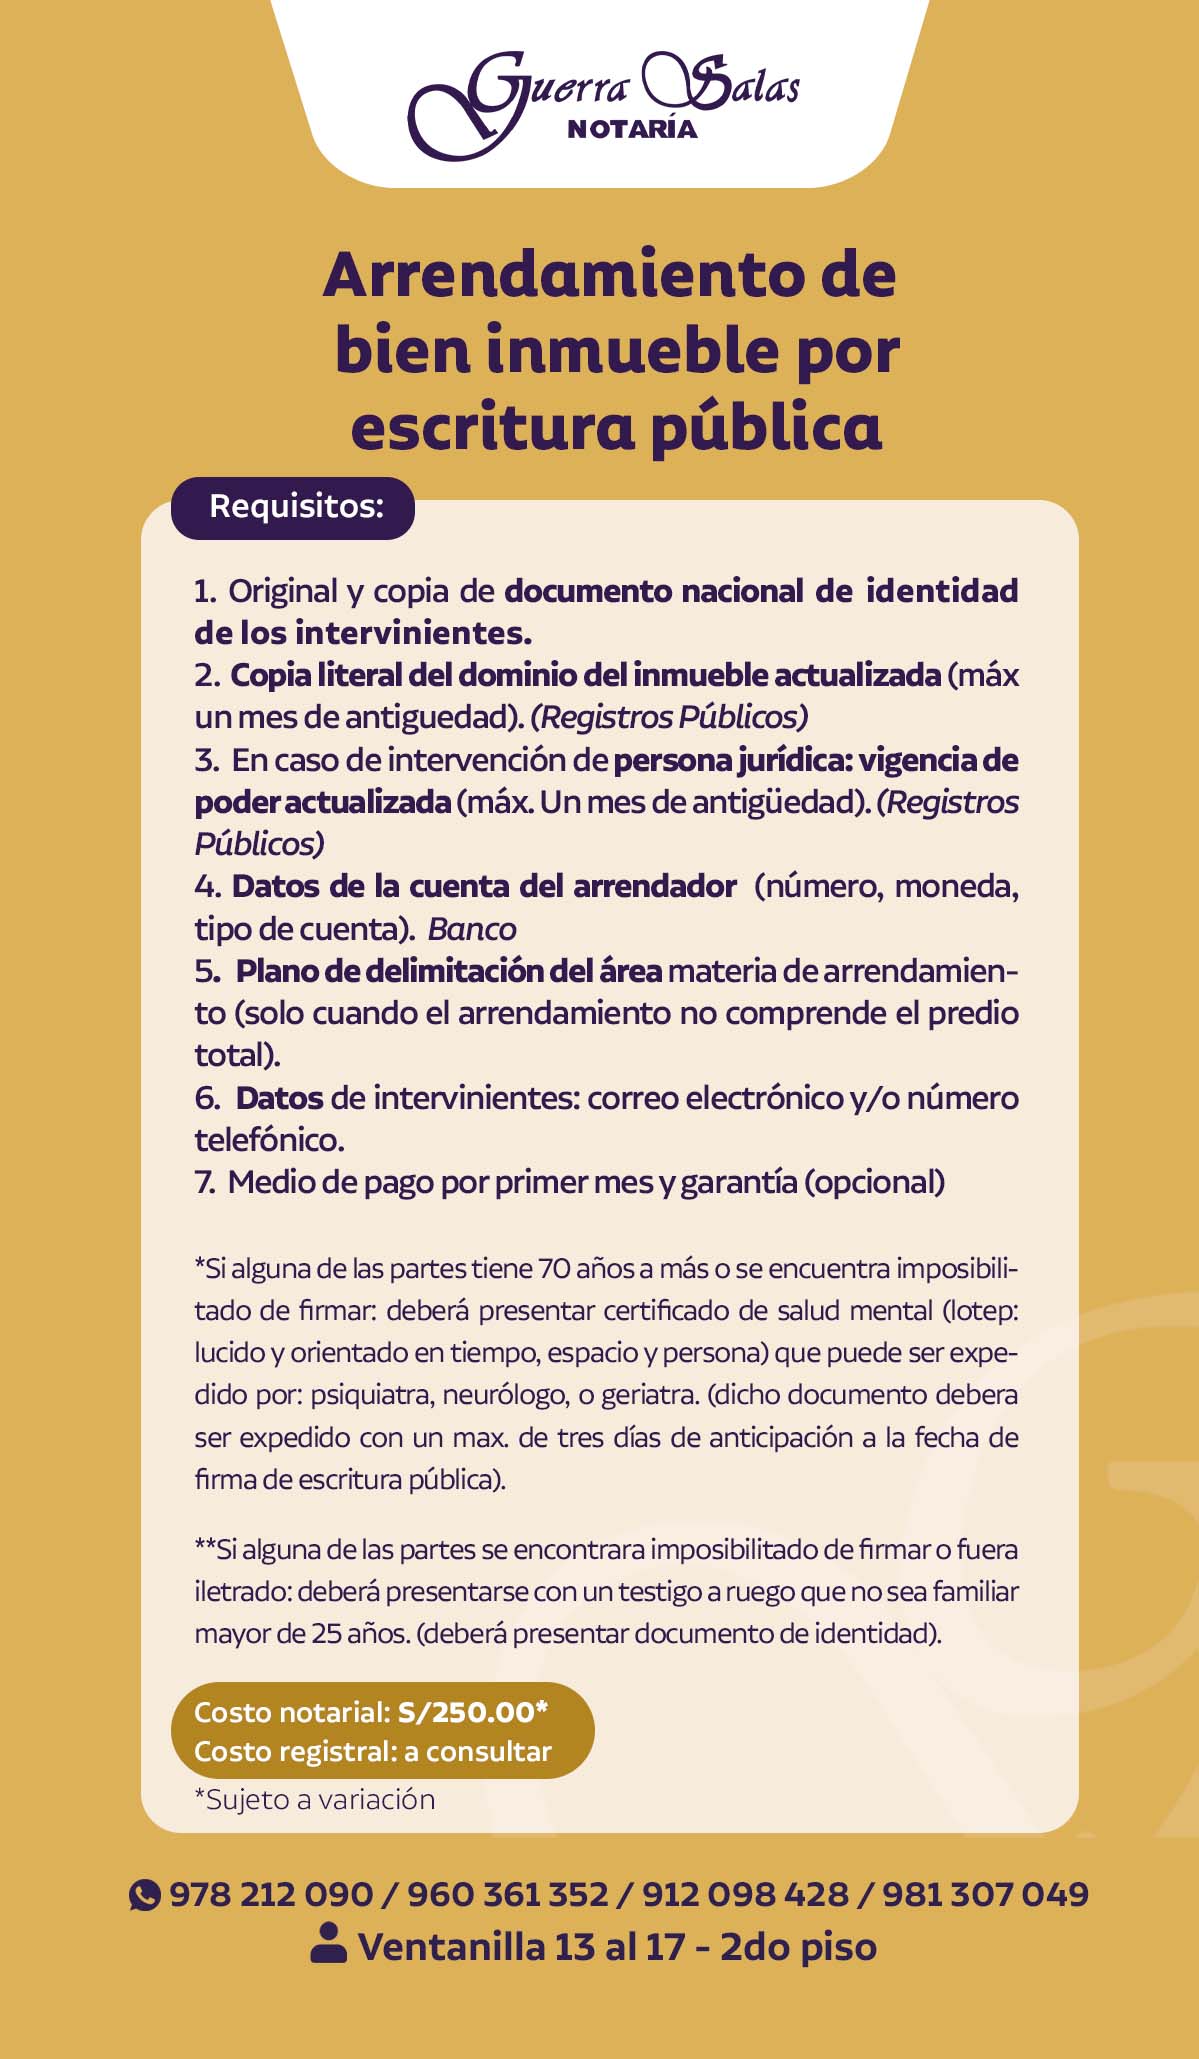 Guerra Salas
NOTARÍA
Arrendamiento de
bien inmueble por
escritura pública
Requisitos:
1. Original y copia de documento nacional de identidad
de los intervinientes.
2. Copia literal del dominio del inmueble actualizada (máx
un mes de antiguedad). (Registros Públicos)
3. En caso de intervención de persona jurídica: vigencia de
poder actualizada (máx. Un mes de antigüedad). (Registros
Públicos)
4. Datos de la cuenta del arrendador (número, moneda,
tipo de cuenta). Banco
5. Plano de delimitación del área materia de arrendamien-
to (solo cuando el arrendamiento no comprende el predio
total).
6. Datos de intervinientes: correo electrónico y/o número
telefónico.
7. Medio de pago por primer mes y garantía (opcional)
*Si alguna de las partes tiene 70 años a más o se encuentra imposibili-
tado de firmar: deberá presentar certificado de salud mental (lotep:
lucido y orientado en tiempo, espacio y persona) que puede ser expe-
dido por: psiquiatra, neurólogo, o geriatra. (dicho documento debera
ser expedido con un max. de tres días de anticipación a la fecha de
firma de escritura pública).
**Si alguna de las partes se encontrara imposibilitado de firmar o fuera
iletrado: deberá presentarse con un testigo a ruego que no sea familiar
mayor de 25 años. (deberá presentar documento de identidad).
Costo notarial: S/250.00*
Costo registral: a consultar
*Sujeto a variación
978 212 090 / 960 361 352 / 912 098 428 / 981 307 049
Ventanilla 13 al 17 - 2do piso